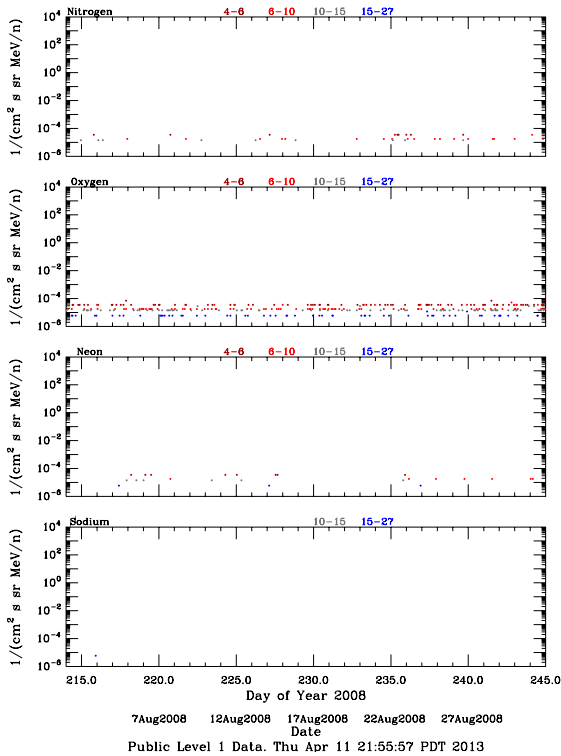 Nitrogen 4-6 6-10 10-15 15-27
10^4
10^2
10^0
10^-2
10^-4
10^-6
1/(cm^2 s sr MeV/n)
Oxygen 4-6 6-10 10-15 15-27
10^4
10^2
10^0
10^-2
10^-4
10^-6
1/(cm^2 s sr MeV/n)
Neon 4-6 6-10 10-15 15-27
10^4
10^2
10^0
10^-2
10^-4
10^-6
1/(cm^2 s sr MeV/n)
Sodium 10-15 15-27
10^4
10^2
10^0
10^-2
10^-4
10^-6
1/(cm^2 s sr MeV/n)
215.0 220.0 225.0 230.0 235.0 240.0 245.0
Day of Year 2008
7Aug2008 12Aug2008 17Aug2008 22Aug2008 27Aug2008
Date
Public Level 1 Data, Thu Apr 11 21:55:57 PDT 2013